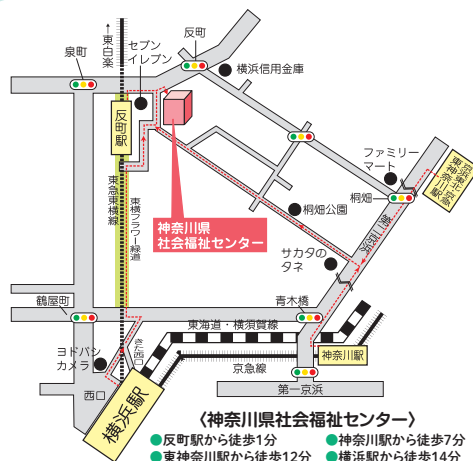 ↑東白楽
反町
セブン
イレブン
泉町
横浜信用金庫
反町駅
ファミリー
マート
京浜東北・京急
東神奈川駅
東急東横線
東横フラワー緑道
桐畑
桐畑公園
第二京浜
神奈川県
社会福祉センター
サカタの
タネ
鶴屋町
青木橋
東海道・横須賀線
ヨドバシ
カメラ
きた西口
京急線
神奈川駅
西口
横浜駅
第一京浜
〈神奈川県社会福祉センター〉
●反町駅から徒歩1分 ●神奈川駅から徒歩7分
●東神奈川駅から徒歩12分 ●横浜駅から徒歩14分